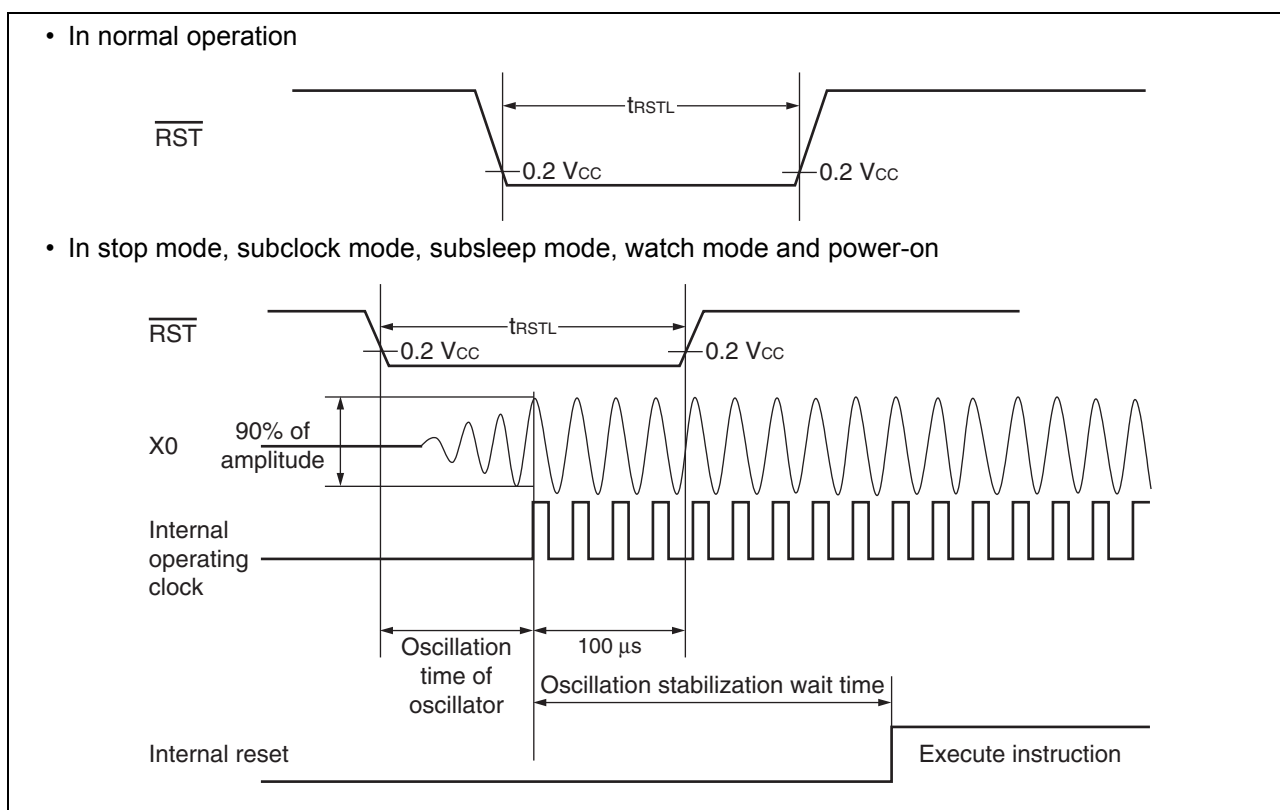 • In normal operation
RST
tRSTL
0.2 VCC
0.2 VCC
• In stop mode, subclock mode, subsleep mode, watch mode and power-on
RST
tRSTL
0.2 VCC
0.2 VCC
X0
90% of
amplitude
Internal
operating
clock
Oscillation
time of
oscillator
100 μs
Oscillation stabilization wait time
Internal reset
Execute instruction